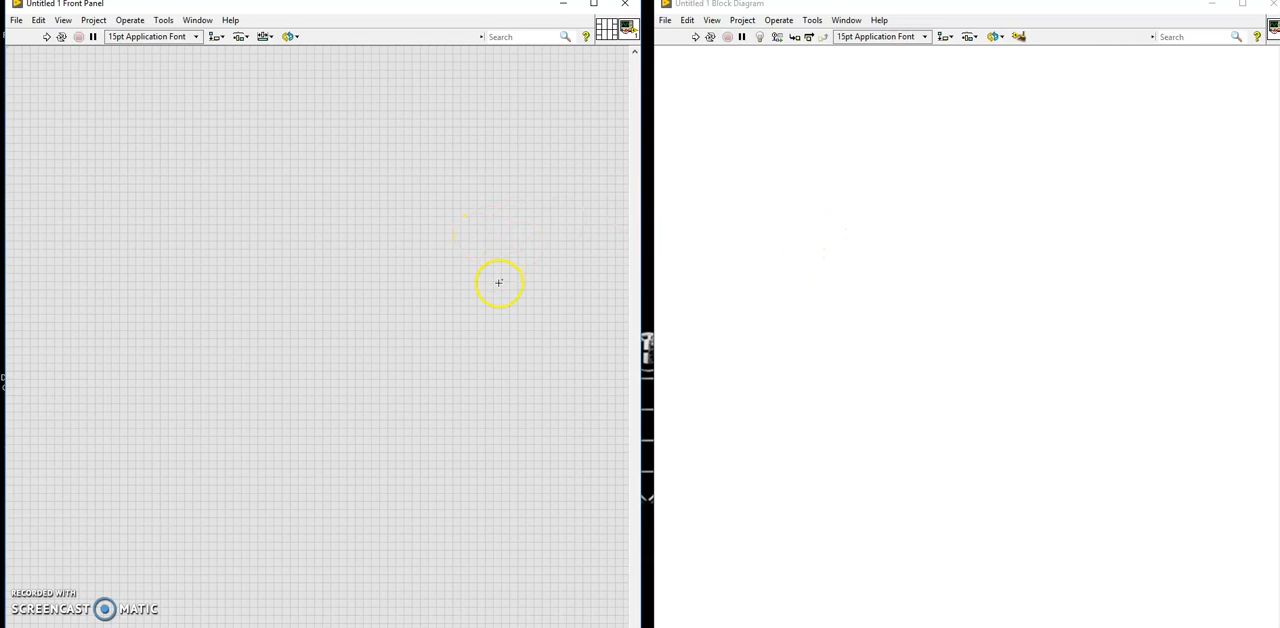 Untitled 1 Front Panel
File Edit View Project Operate Tools Window Help
15pt Application Font
Search
1
RECORDED WITH
SCREENCAST MATIC
Untitled 1 Block Diagram
File Edit View Project Operate Tools Window Help
15pt Application Font
Search